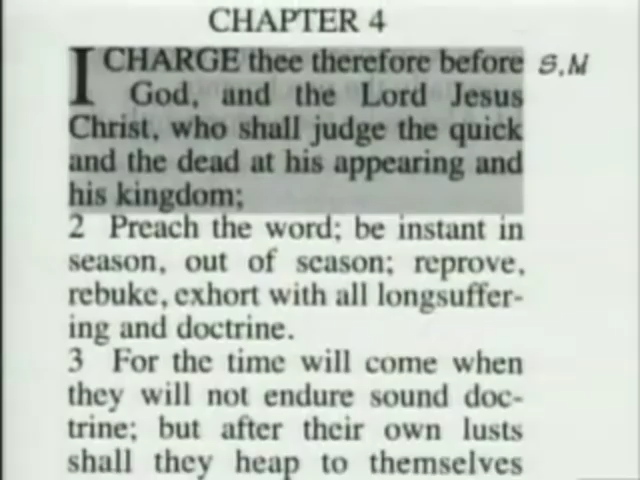 CHAPTER 4
I CHARGE thee therefore before S,M
God, and the Lord Jesus
Christ, who shall judge the quick
and the dead at his appearing and
his kingdom;
2 Preach the word; be instant in
season, out of season; reprove,
rebuke, exhort with all longsuffer-
ing and doctrine.
3 For the time will come when
they will not endure sound doc-
trine; but after their own lusts
shall they heap to themselves